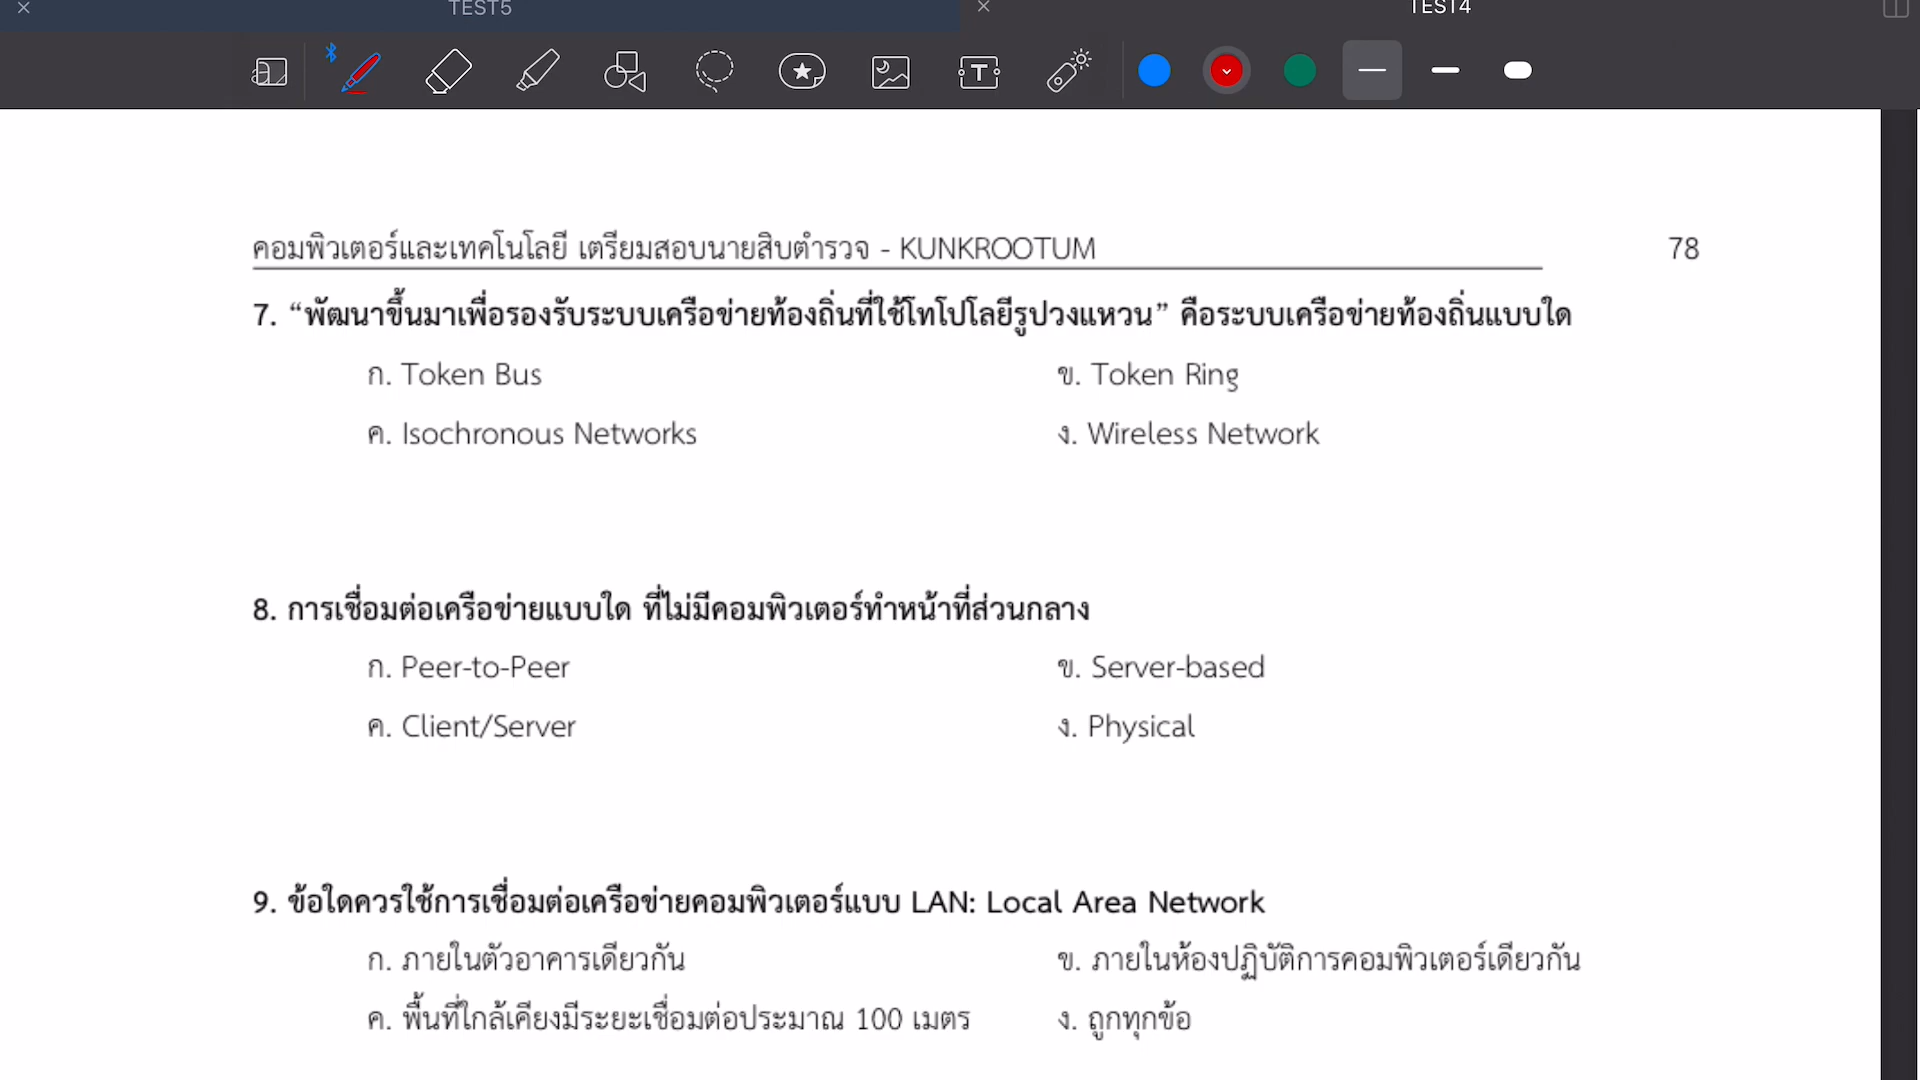 TEST5
TEST4
คอมพิวเตอร์และเทคโนโลยี เตรียมสอบนายสิบตำรวจ - KUNKROOTUM 78
7. “พัฒนาขึ้นมาเพื่อรองรับระบบเครือข่ายท้องถิ่นที่ใช้โทโปโลยีรูปวงแหวน” คือระบบเครือข่ายท้องถิ่นแบบใด
ก. Token Bus ข. Token Ring
ค. Isochronous Networks ง. Wireless Network
8. การเชื่อมต่อเครือข่ายแบบใด ที่ไม่มีคอมพิวเตอร์ทำหน้าที่ส่วนกลาง
ก. Peer-to-Peer ข. Server-based
ค. Client/Server ง. Physical
9. ข้อใดควรใช้การเชื่อมต่อเครือข่ายคอมพิวเตอร์แบบ LAN: Local Area Network
ก. ภายในตัวอาคารเดียวกัน ข. ภายในห้องปฏิบัติการคอมพิวเตอร์เดียวกัน
ค. พื้นที่ใกล้เคียงมีระยะเชื่อมต่อประมาณ 100 เมตร ง. ถูกทุกข้อ